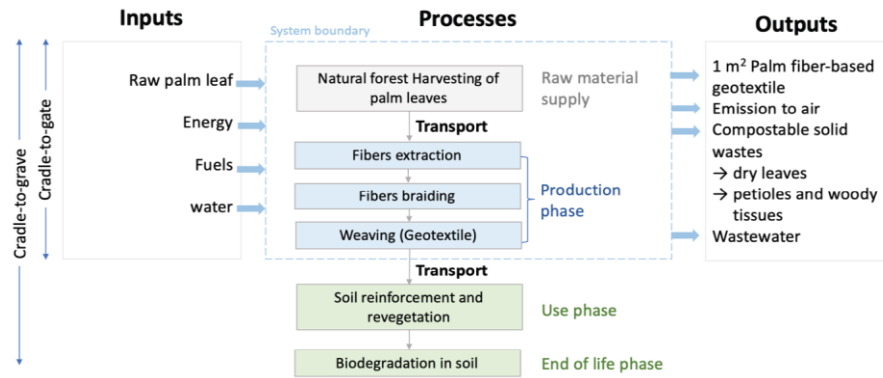 Inputs
Processes
Outputs
System boundary
Cradle-to-grave
Cradle-to-gate
Raw palm leaf
Energy
Fuels
water
Natural forest Harvesting of
palm leaves
Raw material
supply
Transport
Fibers extraction
Fibers braiding
Weaving (Geotextile)
Production
phase
Transport
Soil reinforcement and
revegetation
Use phase
Biodegradation in soil
End of life phase
1 m² Palm fiber-based
geotextile
Emission to air
Compostable solid
wastes
→ dry leaves
→ petioles and woody
tissues
Wastewater